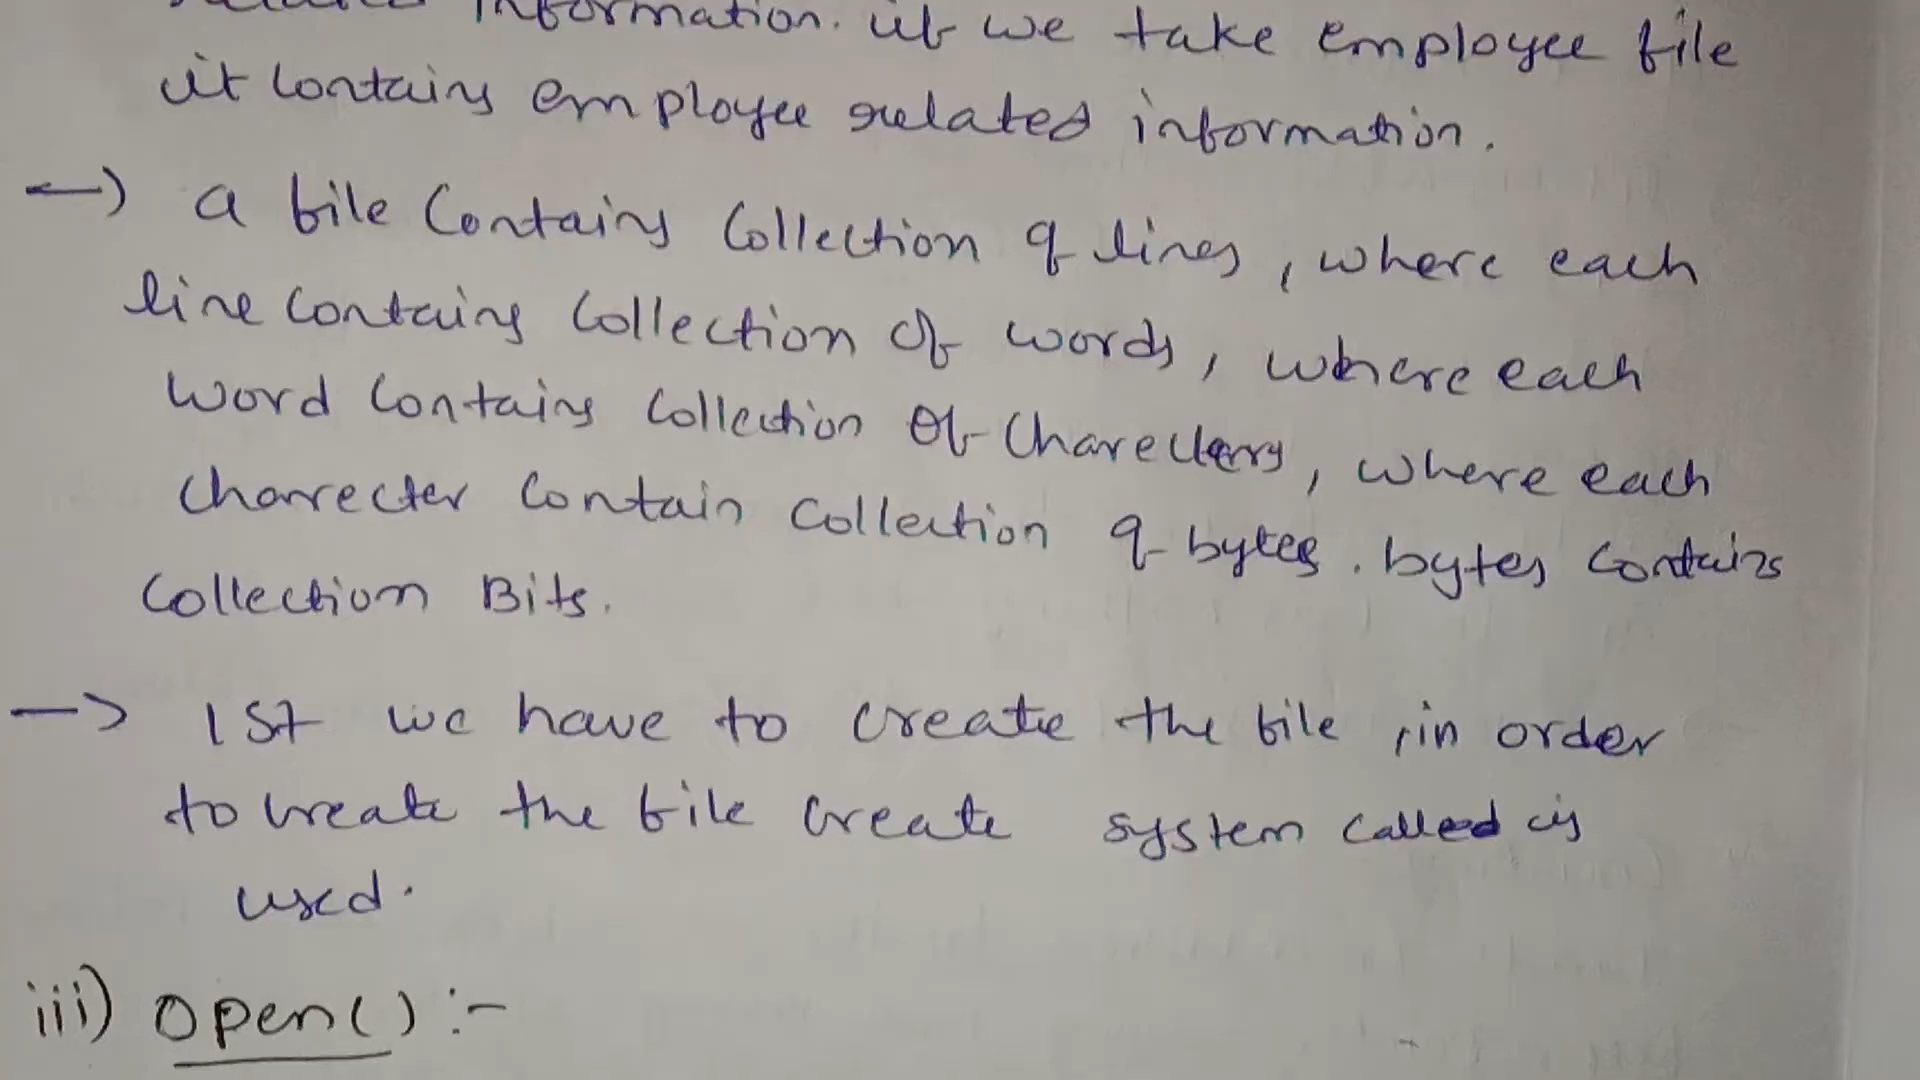 related information. if we take employee file
it contains employee related information.
→ a file contains collection of lines, where each
line contains collection of words, where each
word contains collection of charecters, where each
charecter contain collection of bytes. bytes contains
collection Bits.
→ 1st we have to create the file, in order
to create the file create system called is
used.
iii) open() :-